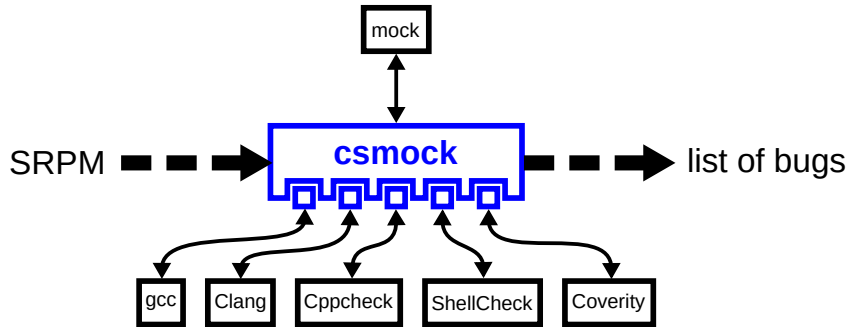 mock
csmock
SRPM
list of bugs
gcc
Clang
Cppcheck
ShellCheck
Coverity